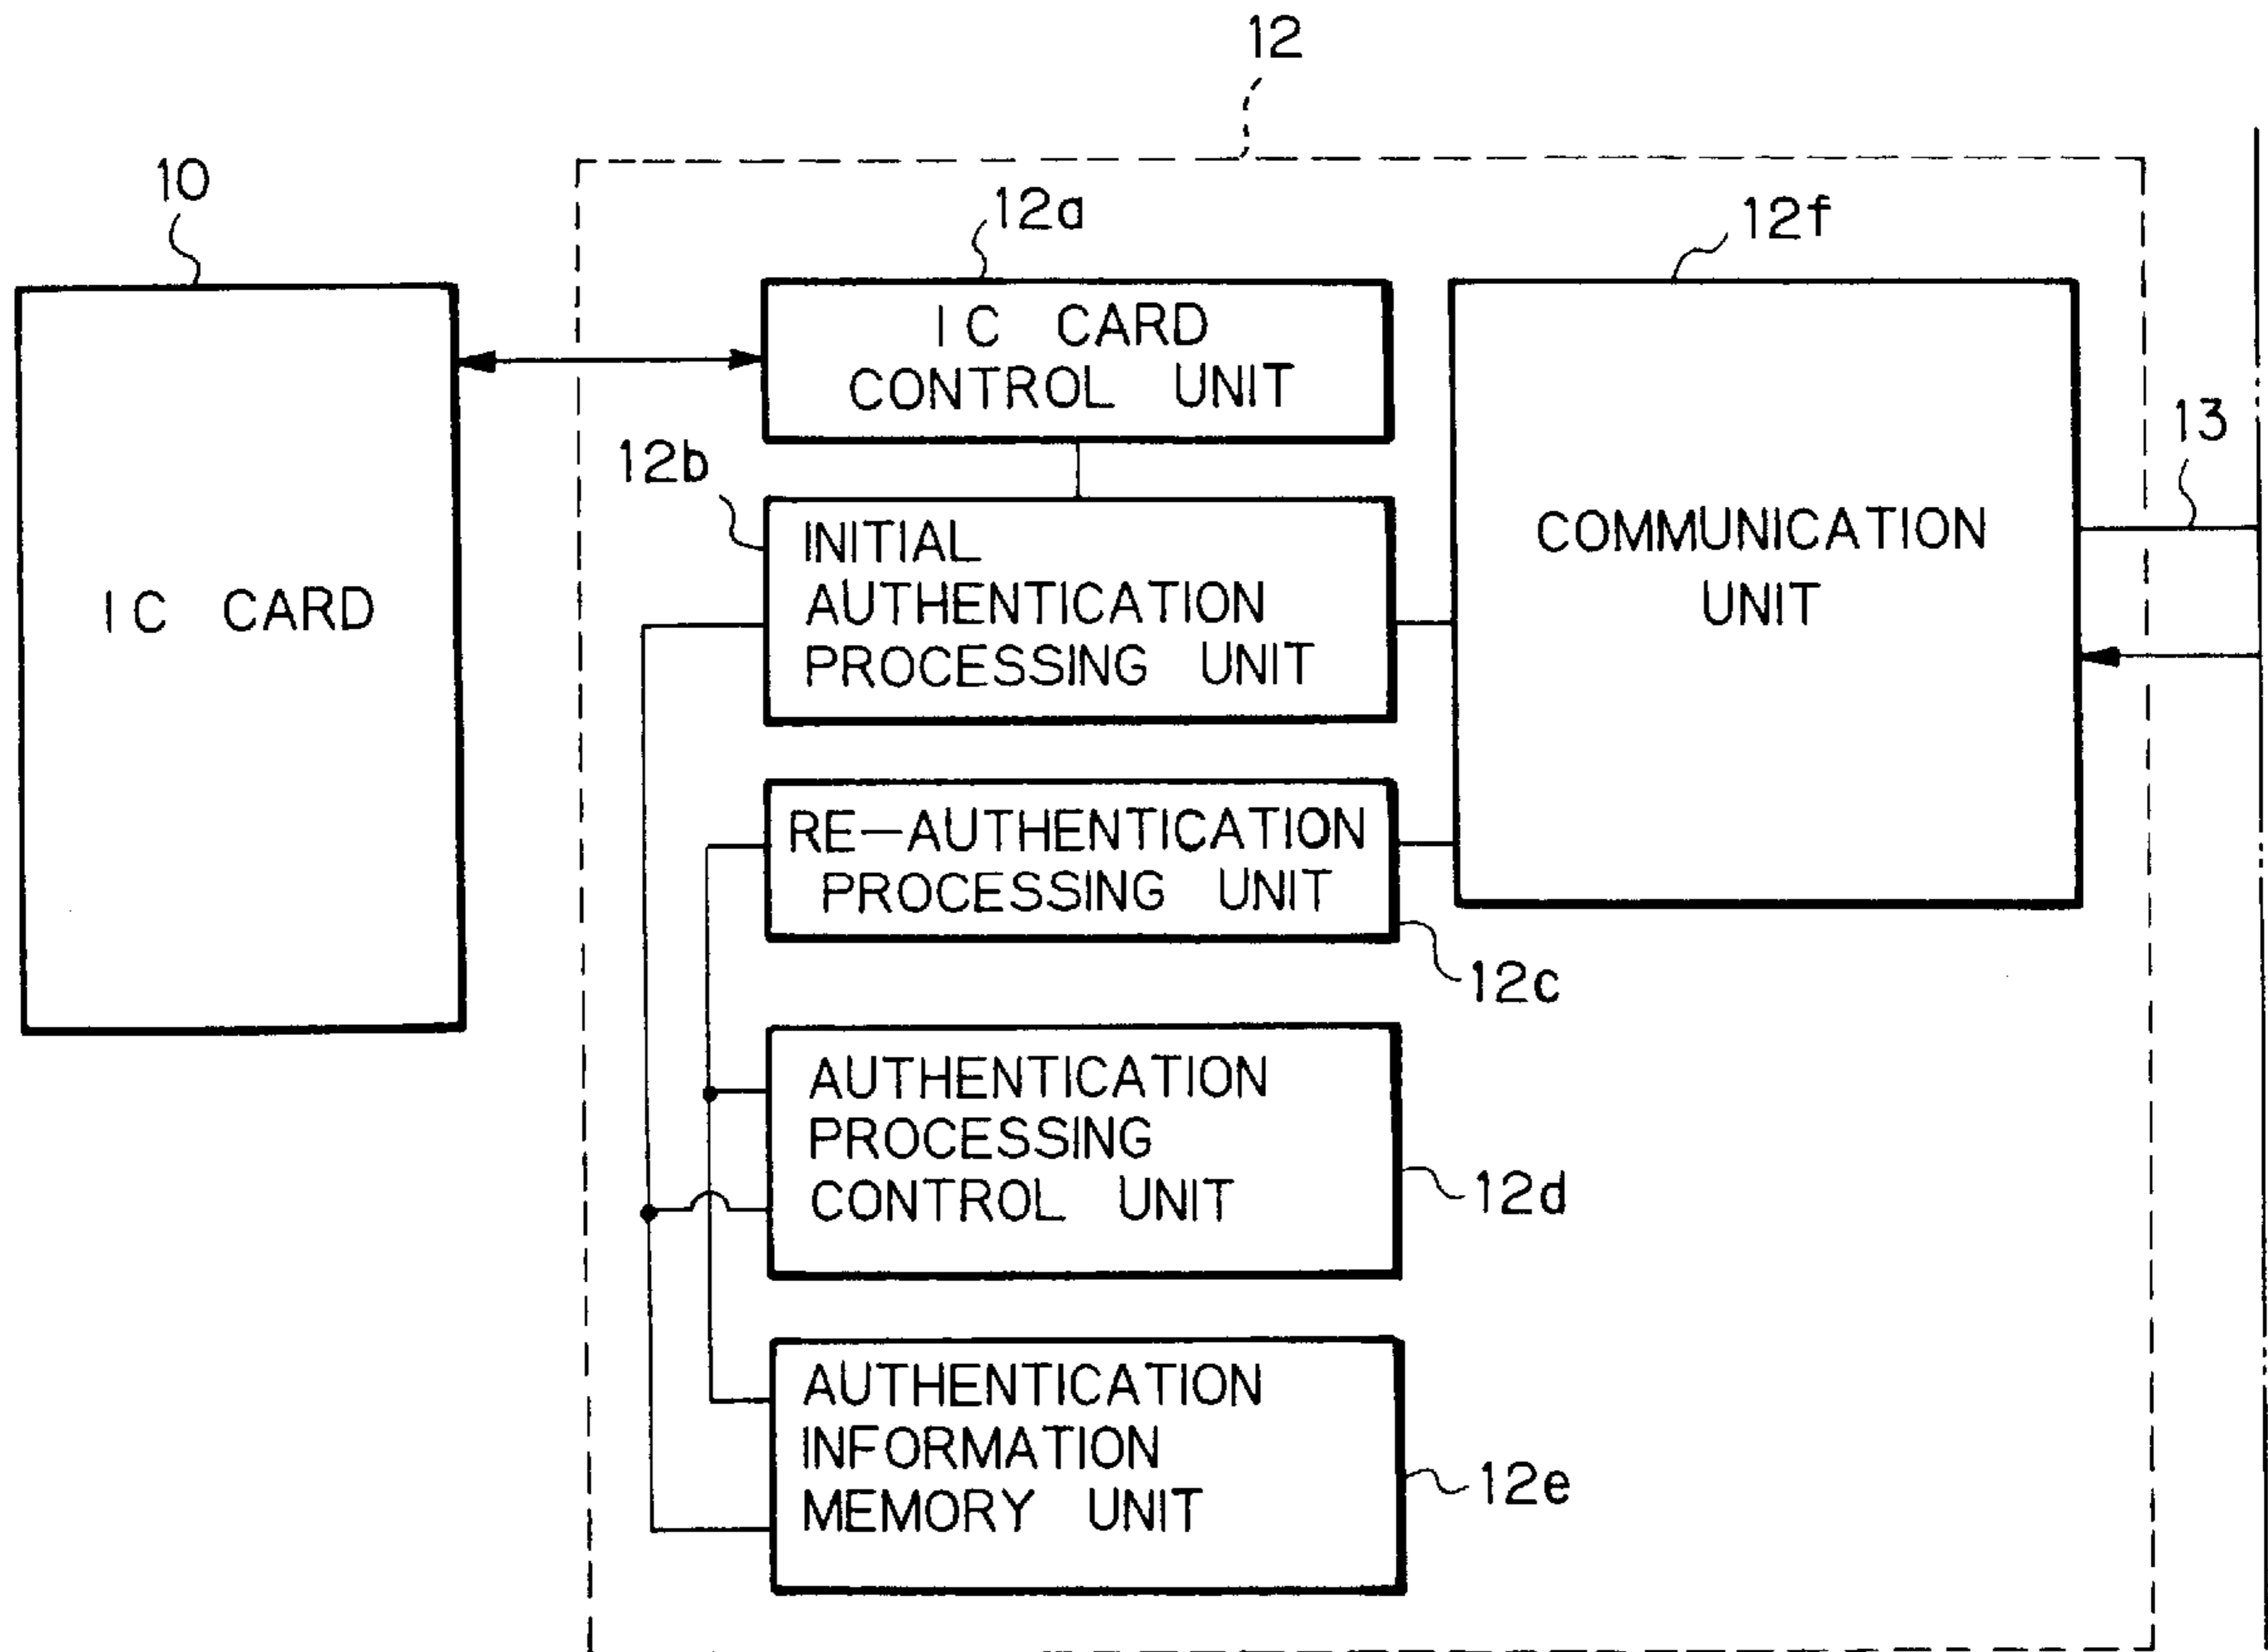 12
10
12a
12f
IC CARD
CONTROL UNIT
13
12b
INITIAL
AUTHENTICATION
PROCESSING UNIT
COMMUNICATION
UNIT
IC CARD
RE-AUTHENTICATION
PROCESSING UNIT
12c
AUTHENTICATION
PROCESSING
CONTROL UNIT
12d
AUTHENTICATION
INFORMATION
MEMORY UNIT
12e